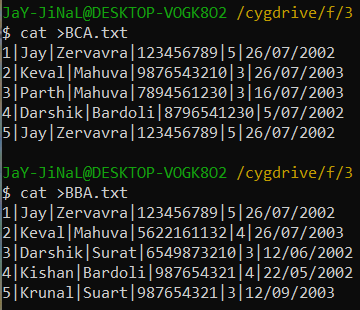 JaY-JiNaL@DESKTOP-VOGK8O2 /cygdrive/f/3
$ cat >BCA.txt
1|Jay|Zervavra|123456789|5|26/07/2002
2|Keval|Mahuva|9876543210|3|26/07/2003
3|Parth|Mahuva|7894561230|3|16/07/2003
4|Darshik|Bardoli|8796541230|5/07/2002
5|Jay|Zervavra|123456789|5|26/07/2002
JaY-JiNaL@DESKTOP-VOGK8O2 /cygdrive/f/3
$ cat >BBA.txt
1|Jay|Zervavra|123456789|5|26/07/2002
2|Keval|Mahuva|5622161132|4|26/07/2003
3|Darshik|Surat|6549873210|3|12/06/2002
4|Kishan|Bardoli|987654321|4|22/05/2002
5|Krunal|Suart|987654321|3|12/09/2003